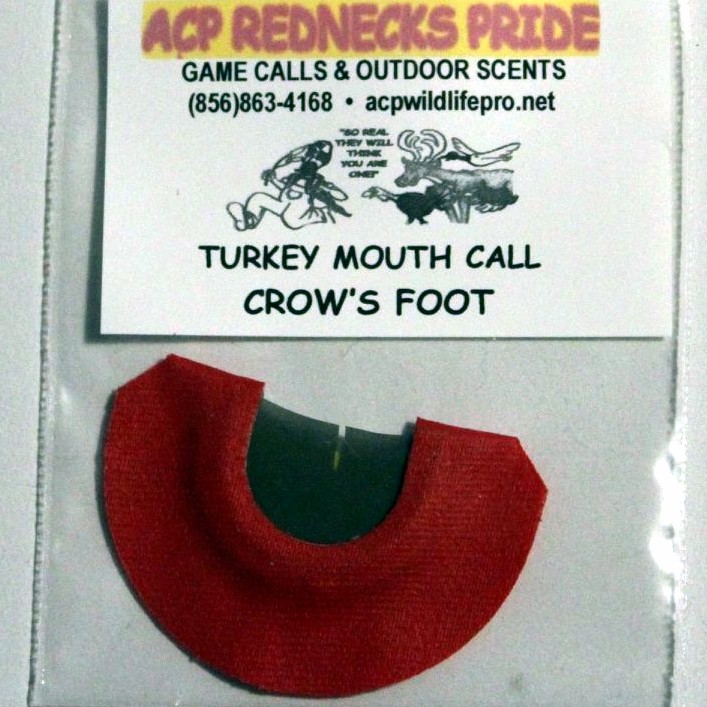 ACP REDNECKS PRIDE
GAME CALLS & OUTDOOR SCENTS
(856)863-4168 • acpwildlifepro.net
"SO REAL
THEY WILL
THINK
YOU ARE
ONE!"
TURKEY MOUTH CALL
CROW'S FOOT